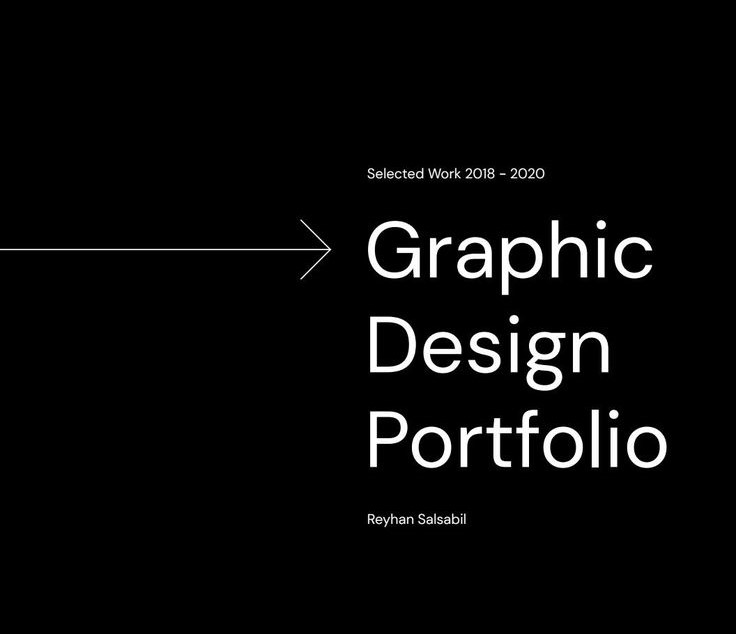 Selected Work 2018 - 2020
Graphic
Design
Portfolio
Reyhan Salsabil